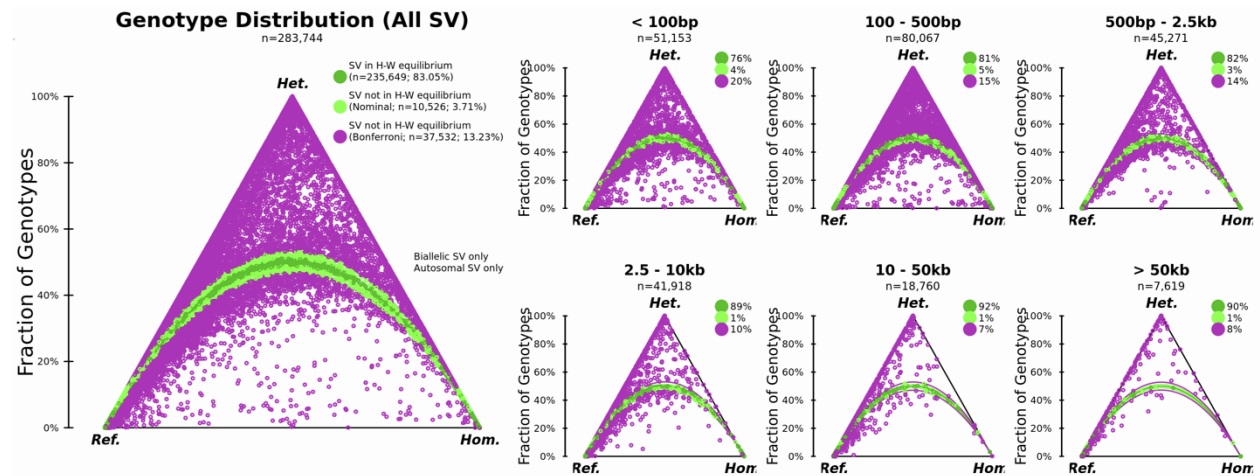 Genotype Distribution (All SV)
n=283,744
Het.
SV in H-W equilibrium
(n=235,649; 83.05%)
SV not in H-W equilibrium
(Nominal; n=10,526; 3.71%)
SV not in H-W equilibrium
(Bonferroni; n=37,532; 13.23%)
Biallelic SV only
Autosomal SV only
Fraction of Genotypes
100%
80%
60%
40%
20%
0%
Ref.
Hom.
< 100bp
n=51,153
Het.
76%
4%
20%
Fraction of Genotypes
100%
80%
60%
40%
20%
0%
Ref.
Hom
100 - 500bp
n=80,067
Het.
81%
5%
15%
Fraction of Genotypes
100%
80%
60%
40%
20%
0%
Ref.
Hom
500bp - 2.5kb
n=45,271
Het.
82%
3%
14%
Fraction of Genotypes
100%
80%
60%
40%
20%
0%
Ref.
Hom
2.5 - 10kb
n=41,918
Het.
89%
1%
10%
Fraction of Genotypes
100%
80%
60%
40%
20%
0%
Ref.
Hom
10 - 50kb
n=18,760
Het.
92%
1%
7%
Fraction of Genotypes
100%
80%
60%
40%
20%
0%
Ref.
Hom
> 50kb
n=7,619
Het.
90%
1%
8%
Fraction of Genotypes
100%
80%
60%
40%
20%
0%
Ref.
Hom